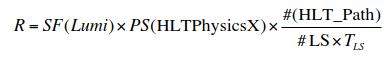 R = SF(Lumi) × PS(HLTPhysicsX) × #(HLT_Path) / # LS × T_LS